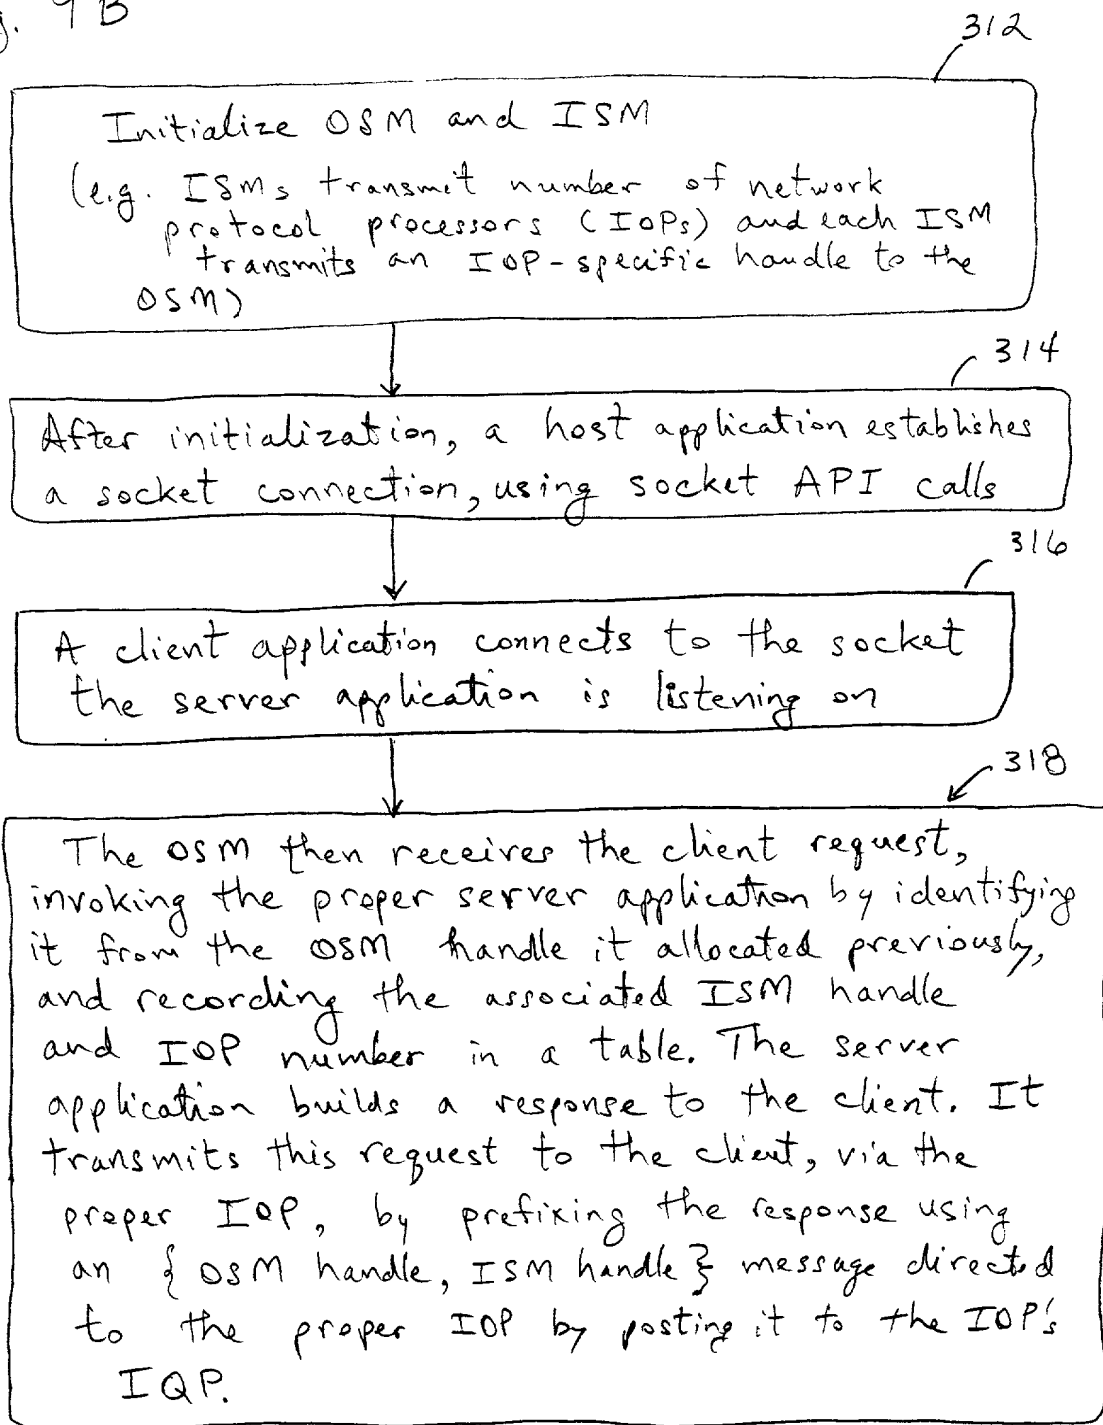 g. 9B
312
Initialize OSM and ISM
(e.g. ISMs transmit number of network
protocol processors (IOPs) and each ISM
transmits an IOP-specific handle to the
OSM)
314
After initialization, a host application establishes
a socket connection, using socket API calls
316
A client application connects to the socket
the server application is listening on
318
The OSM then receives the client request,
invoking the proper server application by identifying
it from the OSM handle it allocated previously,
and recording the associated ISM handle
and IOP number in a table. The server
application builds a response to the client. It
transmits this request to the client, via the
proper IOP, by prefixing the response using
an { OSM handle, ISM handle } message directed
to the proper IOP by posting it to the IOP's
IQP.